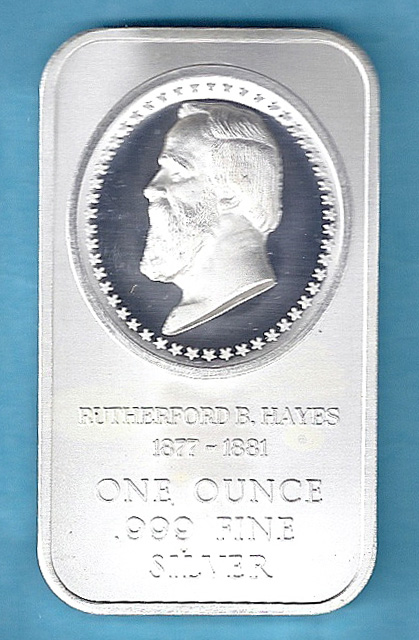 RUTHERFORD B. HAYES
1877 - 1881
ONE OUNCE
.999 FINE
SILVER